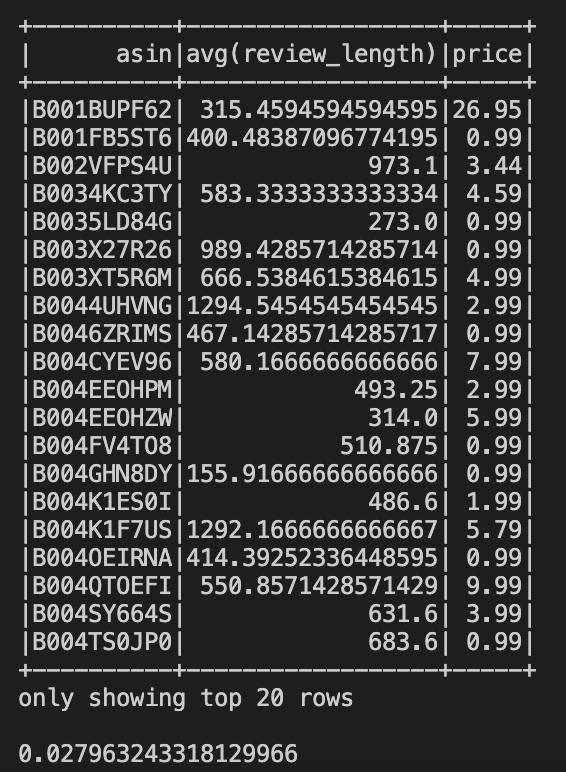 +----------+------------------+-----+
|      asin|avg(review_length)|price|
+----------+------------------+-----+
|B001BUPF62| 315.4594594594595|26.95|
|B001FB5ST6|400.48387096774195| 0.99|
|B002VFPS4U|             973.1| 3.44|
|B0034KC3TY| 583.3333333333334| 4.59|
|B0035LD84G|             273.0| 0.99|
|B003X27R26| 989.4285714285714| 0.99|
|B003XT5R6M| 666.5384615384615| 4.99|
|B0044UHVNG|1294.5454545454545| 2.99|
|B0046ZRIMS|467.14285714285717| 0.99|
|B004CYEV96| 580.1666666666666| 7.99|
|B004EEOHPM|            493.25| 2.99|
|B004EEOHZW|             314.0| 5.99|
|B004FV4TO8|           510.875| 0.99|
|B004GHN8DY|155.91666666666666| 0.99|
|B004K1ES0I|             486.6| 1.99|
|B004K1F7US|1292.1666666666667| 5.79|
|B004OEIRNA|414.39252336448595| 0.99|
|B004QTOEFI| 550.8571428571429| 9.99|
|B004SY664S|             631.6| 3.99|
|B004TS0JP0|             683.6| 0.99|
+----------+------------------+-----+
only showing top 20 rows
0.027963243318129966